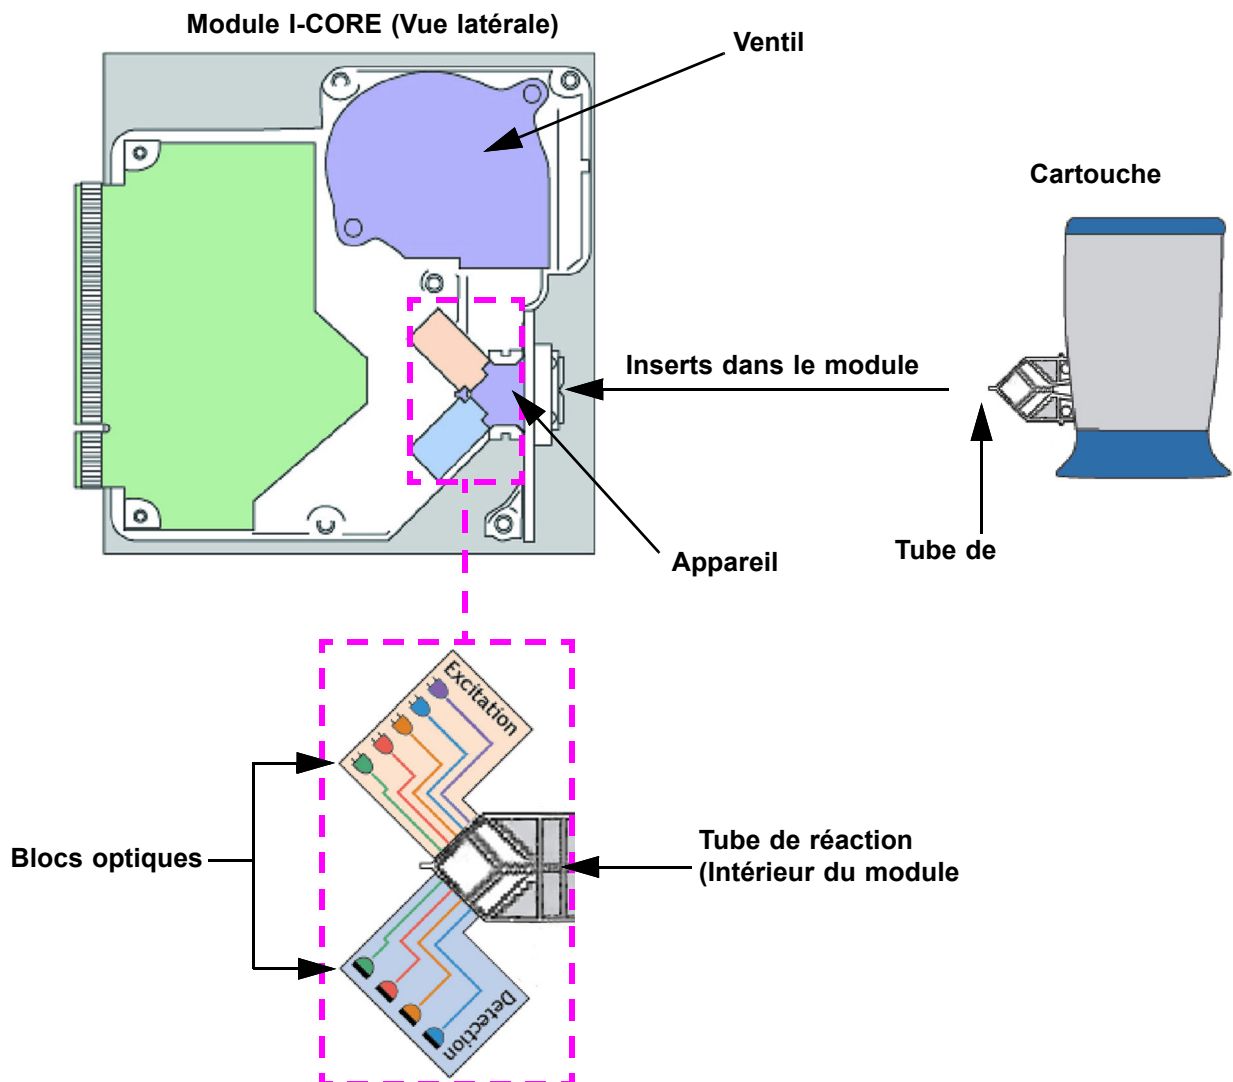 Module I-CORE (Vue latérale)
Ventil
Cartouche
Inserts dans le module
Tube de
Appareil
Excitation
Blocs optiques
Tube de réaction
(Intérieur du module
Detection